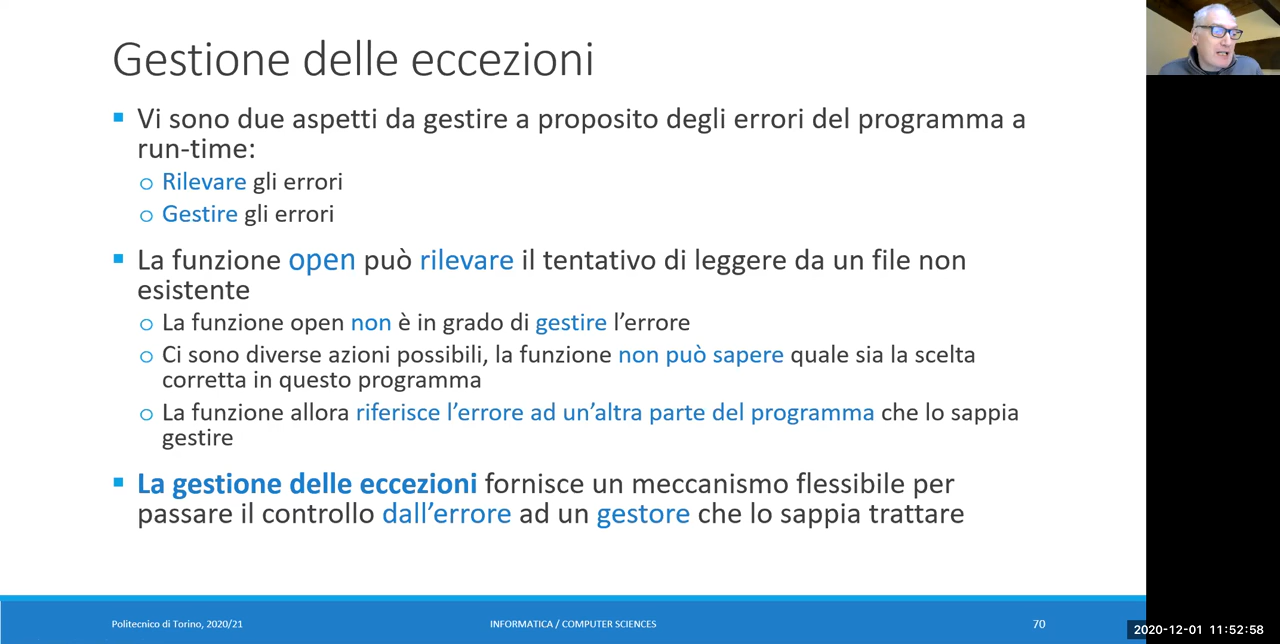 Gestione delle eccezioni
Vi sono due aspetti da gestire a proposito degli errori del programma a
run-time:
Rilevare gli errori
Gestire gli errori
La funzione open può rilevare il tentativo di leggere da un file non
esistente
La funzione open non è in grado di gestire l'errore
Ci sono diverse azioni possibili, la funzione non può sapere quale sia la scelta
corretta in questo programma
La funzione allora riferisce l'errore ad un'altra parte del programma che lo sappia
gestire
La gestione delle eccezioni fornisce un meccanismo flessibile per
passare il controllo dall'errore ad un gestore che lo sappia trattare
Politecnico di Torino, 2020/21
INFORMATICA / COMPUTER SCIENCES
70
2020-12-01 11:52:58